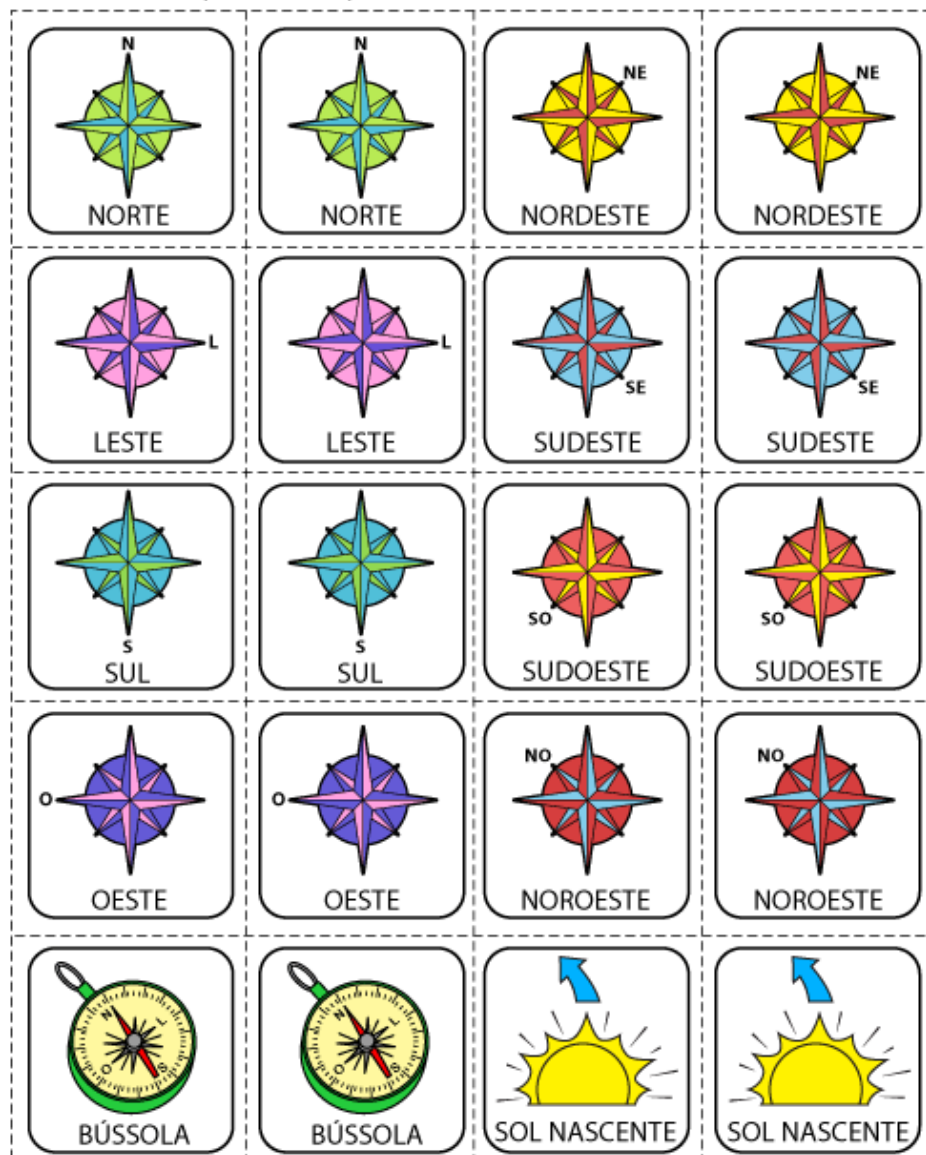 N N NE NE
NORTE NORTE NORDESTE NORDESTE
L L SE SE
LESTE LESTE SUDESTE SUDESTE
S S SO SO
SUL SUL SUDOESTE SUDOESTE
O O NO NO
OESTE OESTE NOROESTE NOROESTE
N L O S N L O S
BÚSSOLA BÚSSOLA SOL NASCENTE SOL NASCENTE